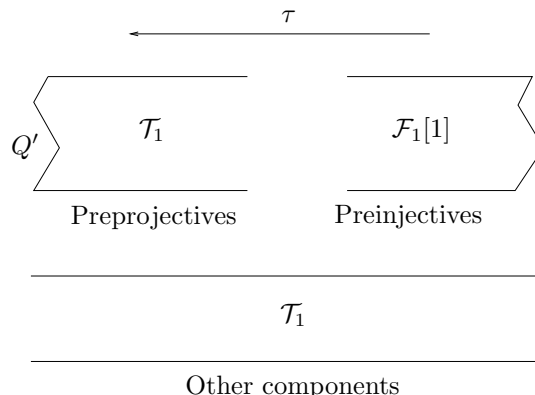 τ
𝒯₁ ℱ₁[1]
Q′
Preprojectives Preinjectives
𝒯₁
Other components